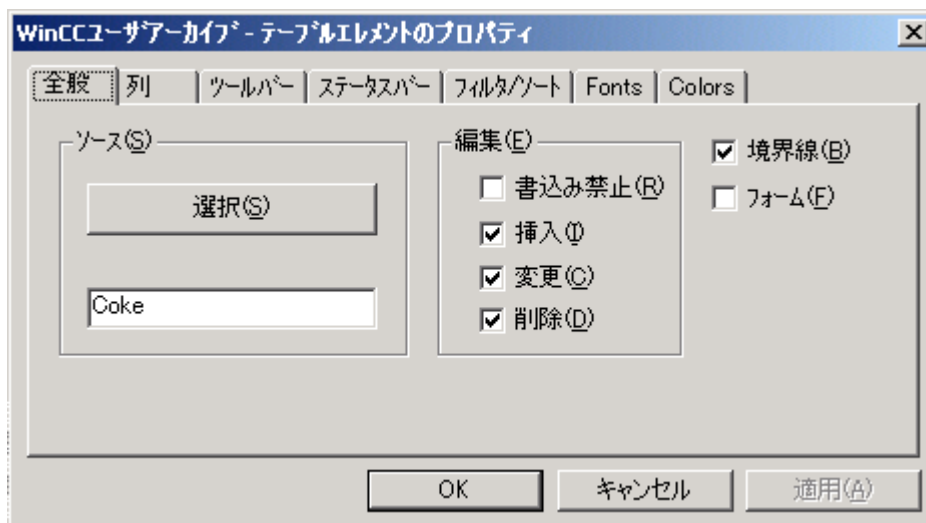 WinCCユーザアーカイブ - テーブルエレメントのプロパティ
全般 列 ツールバー ステータスバー フィルタ/ソート Fonts Colors
ソース(S)
選択(S)
Coke
編集(E)
書込み禁止(R)
挿入(I)
変更(C)
削除(D)
境界線(B)
フォーム(F)
OK キャンセル 適用(A)